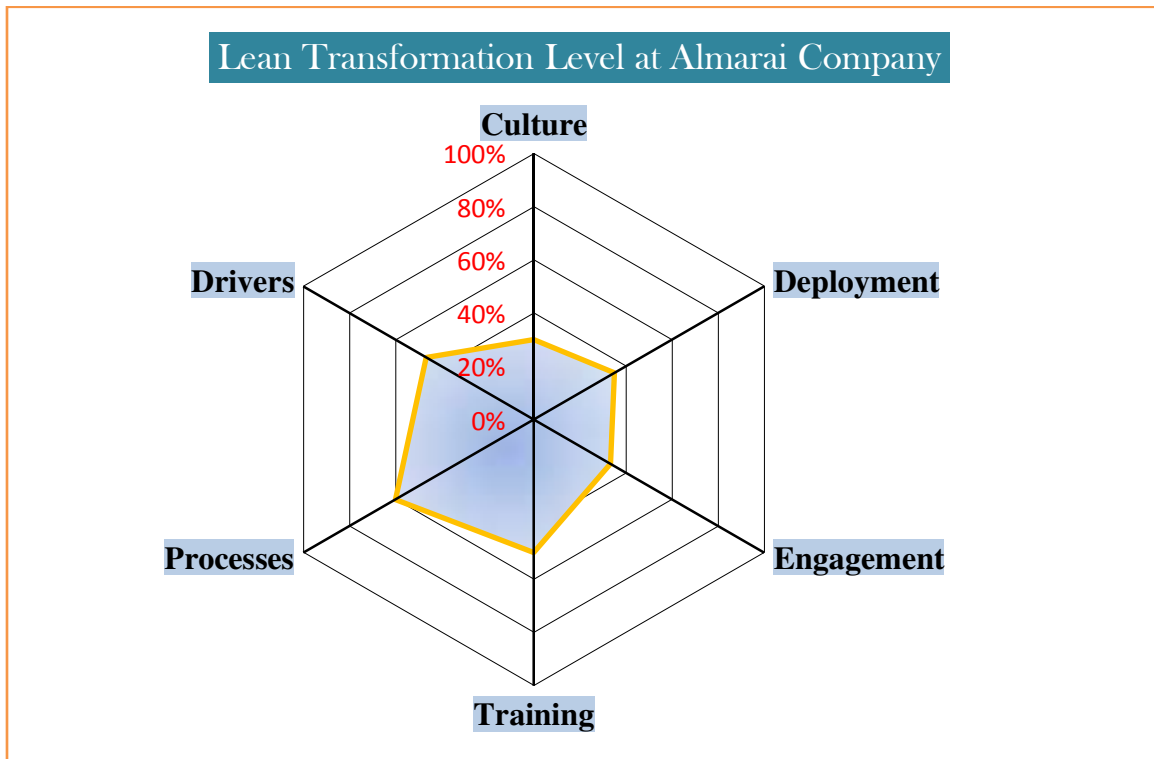 Lean Transformation Level at Almarai Company
Culture
100%
80%
60%
40%
20%
0%
Drivers
Deployment
Processes
Engagement
Training